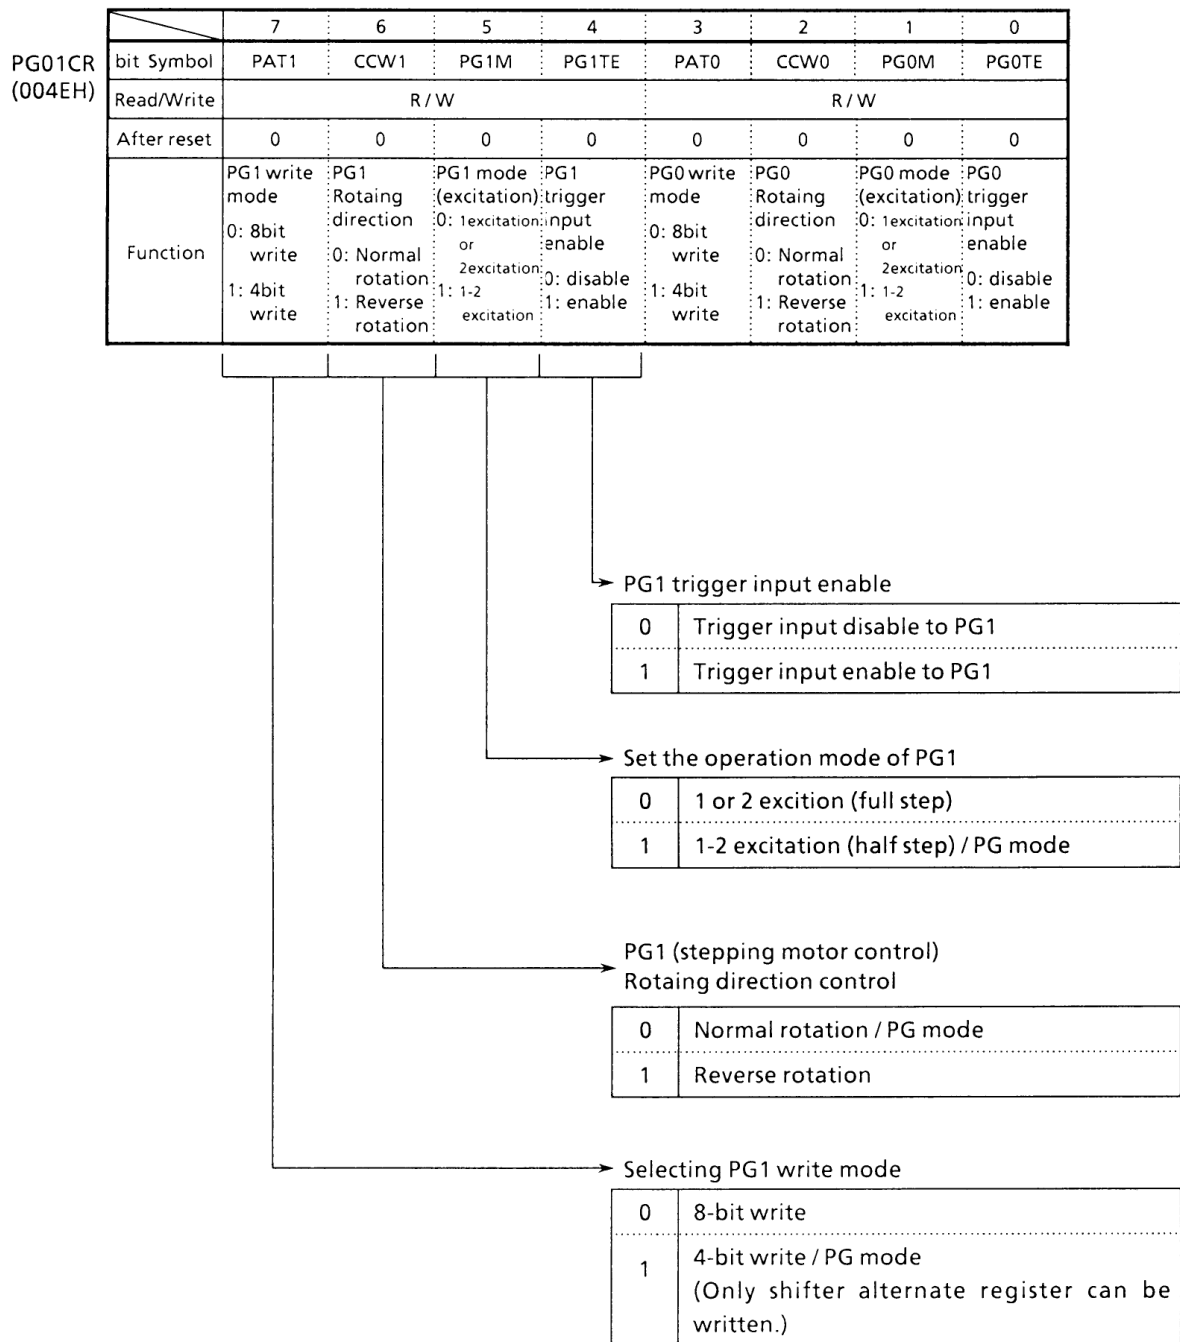 7 6 5 4 3 2 1 0
PG01CR
(004EH)
bit Symbol PAT1 CCW1 PG1M PG1TE PAT0 CCW0 PG0M PG0TE
Read/Write R / W R / W
After reset 0 0 0 0 0 0 0 0
Function
PG1 write
mode
0: 8bit
write
1: 4bit
write
PG1
Rotaing
direction
0: Normal
rotation
1: Reverse
rotation
PG1 mode
(excitation)
0: 1excitation
or
2excitation
1: 1-2
excitation
PG1
trigger
input
enable
0: disable
1: enable
PG0 write
mode
0: 8bit
write
1: 4bit
write
PG0
Rotaing
direction
0: Normal
rotation
1: Reverse
rotation
PG0 mode
(excitation)
0: 1excitation
or
2excitation
1: 1-2
excitation
PG0
trigger
input
enable
0: disable
1: enable
PG1 trigger input enable
0 Trigger input disable to PG1
1 Trigger input enable to PG1
Set the operation mode of PG1
0 1 or 2 excition (full step)
1 1-2 excitation (half step) / PG mode
PG1 (stepping motor control)
Rotaing direction control
0 Normal rotation / PG mode
1 Reverse rotation
Selecting PG1 write mode
0 8-bit write
1 4-bit write / PG mode
(Only shifter alternate register can be
written.)